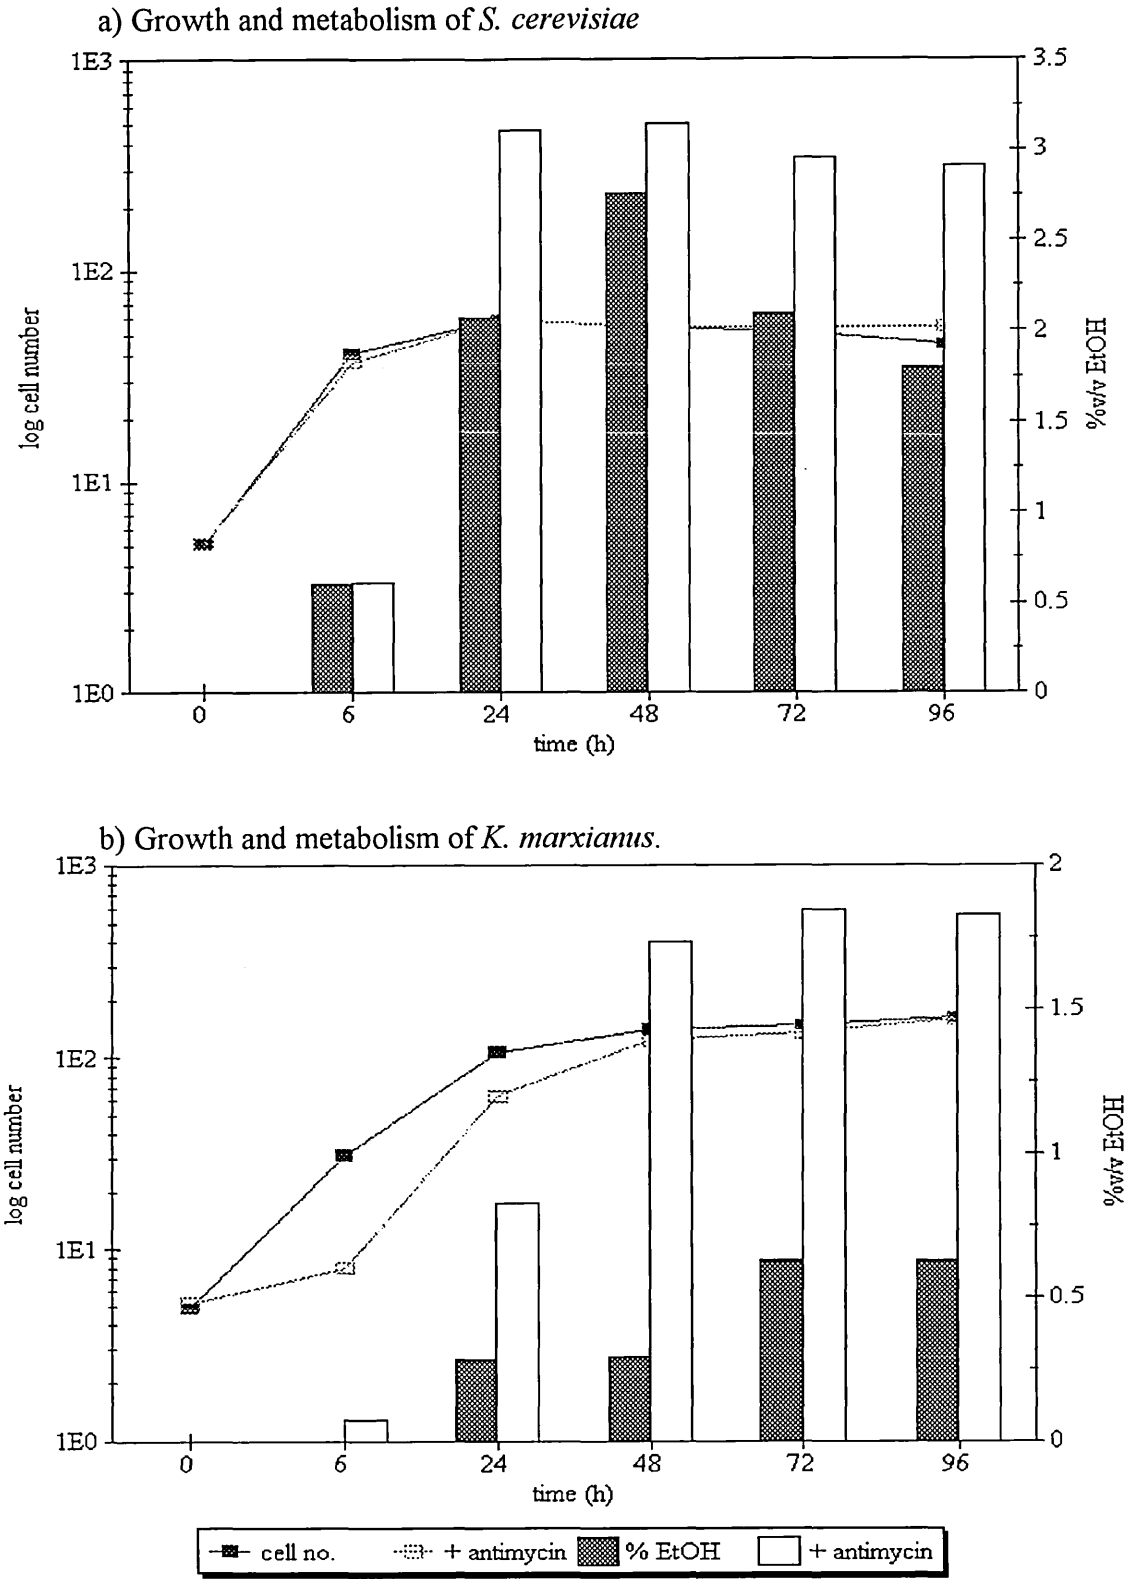 a) Growth and metabolism of S. cerevisiae
1E3
1E2
1E1
1E0
log cell number
3.5
3
2.5
2
1.5
1
0.5
0
%v/v EtOH
0 6 24 48 72 96
time (h)
b) Growth and metabolism of K. marxianus.
1E3
1E2
1E1
1E0
log cell number
2
1.5
1
0.5
0
%v/v EtOH
0 6 24 48 72 96
time (h)
cell no. + antimycin % EtOH + antimycin